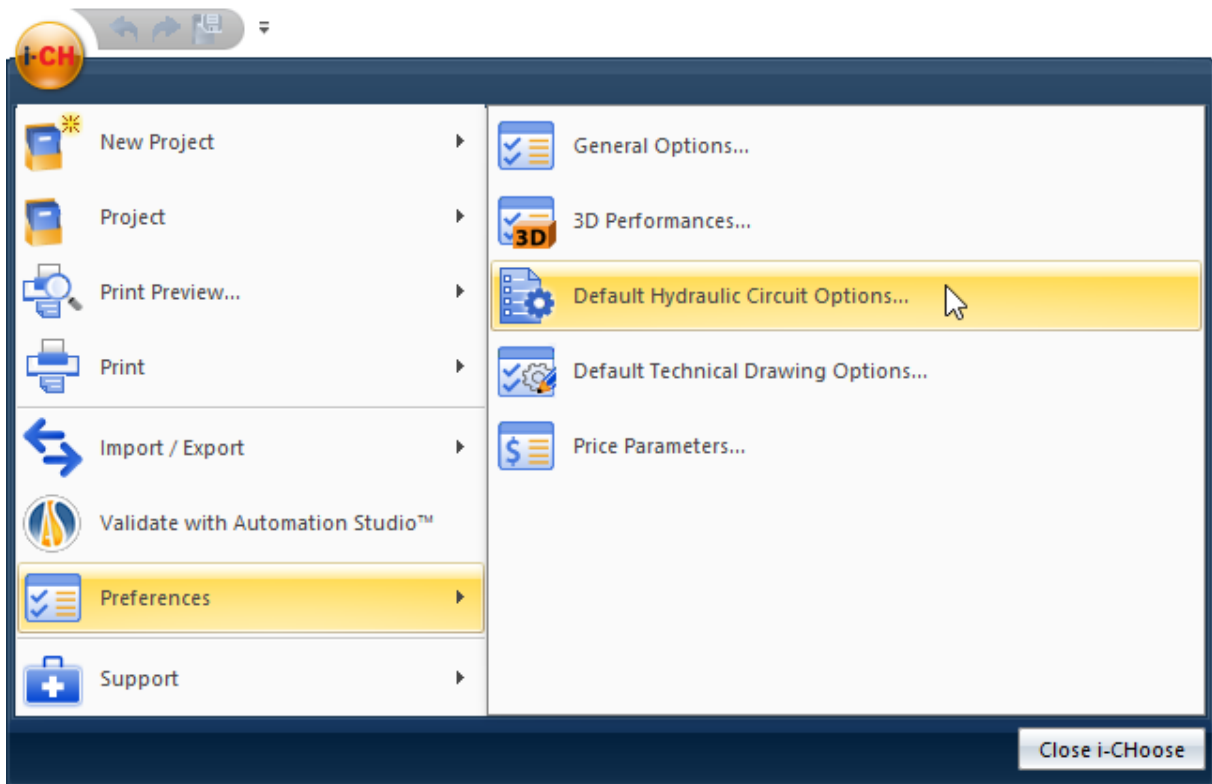 i-CH
New Project
Project
Print Preview...
Print
Import / Export
Validate with Automation Studio™
Preferences
Support
General Options...
3D
3D Performances...
Default Hydraulic Circuit Options...
Default Technical Drawing Options...
$
Price Parameters...
Close i-CHoose